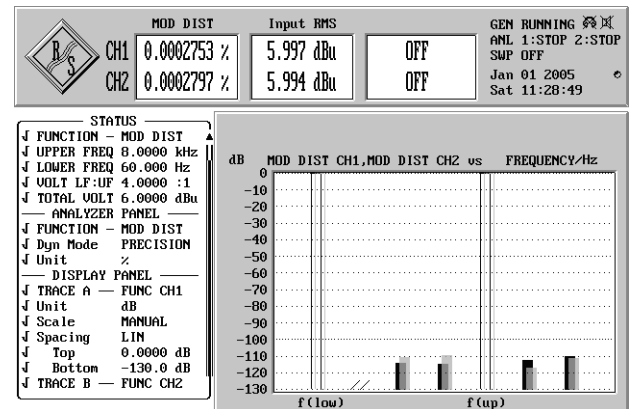 MOD DIST Input RMS
R&S CH1 0.0002753 % 5.997 dBu OFF
CH2 0.0002797 % 5.994 dBu OFF
GEN RUNNING
ANL 1:STOP 2:STOP
SWP OFF
Jan 01 2005
Sat 11:28:49
STATUS
√ FUNCTION – MOD DIST
√ UPPER FREQ 8.0000 kHz
√ LOWER FREQ 60.000 Hz
√ VOLT LF:UF 4.0000 :1
√ TOTAL VOLT 6.0000 dBu
ANALYZER PANEL
√ FUNCTION – MOD DIST
√ Dyn Mode PRECISION
√ Unit %
DISPLAY PANEL
√ TRACE A — FUNC CH1
√ Unit dB
√ Scale MANUAL
√ Spacing LIN
√ Top 0.0000 dB
√ Bottom -130.0 dB
√ TRACE B — FUNC CH2
dB MOD DIST CH1,MOD DIST CH2 vs FREQUENCY/Hz
0
-10
-20
-30
-40
-50
-60
-70
-80
-90
-100
-110
-120
-130
f(low) f(up)